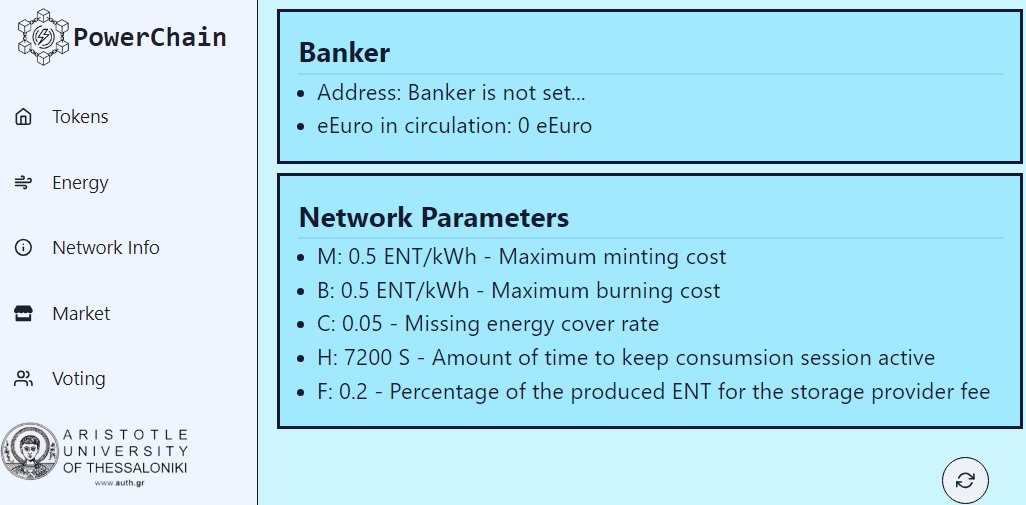 PowerChain
Tokens
Energy
Network Info
Market
Voting
ARISTOTLE
UNIVERSITY
OF THESSALONIKI
www.auth.gr
Banker
Address: Banker is not set...
eEuro in circulation: 0 eEuro
Network Parameters
M: 0.5 ENT/kWh - Maximum minting cost
B: 0.5 ENT/kWh - Maximum burning cost
C: 0.05 - Missing energy cover rate
H: 7200 S - Amount of time to keep consumsion session active
F: 0.2 - Percentage of the produced ENT for the storage provider fee